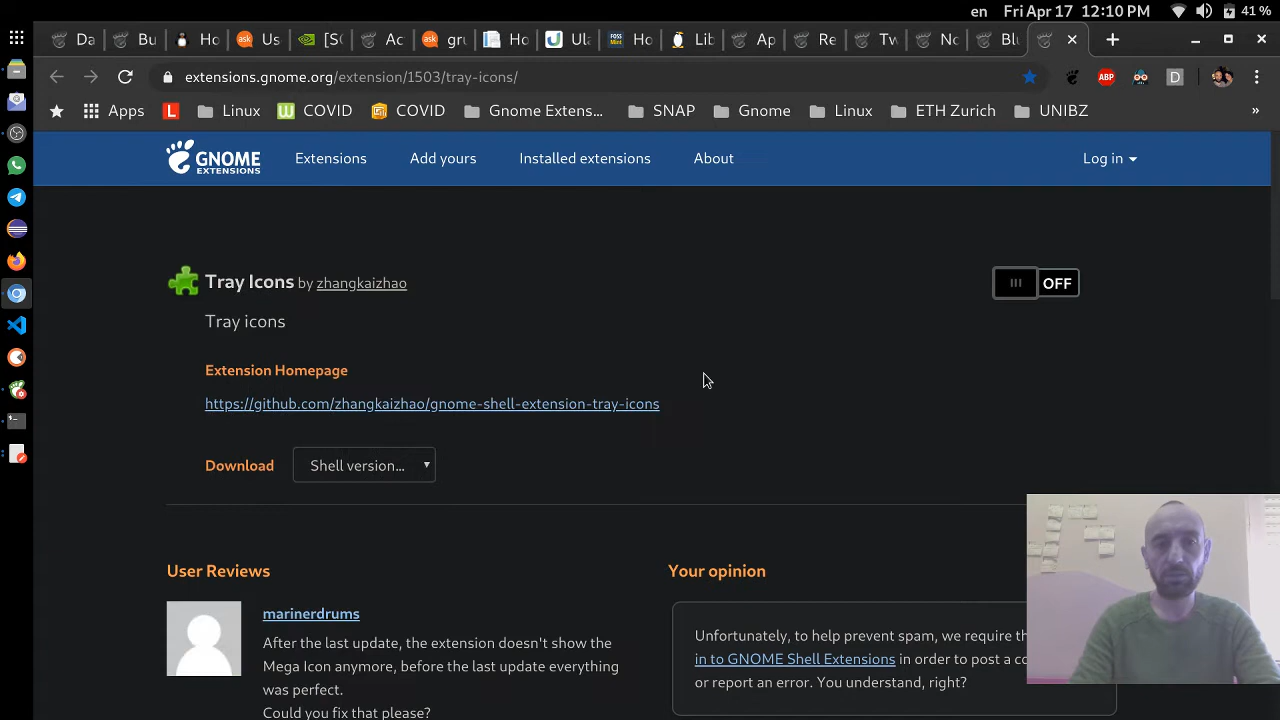 en Fri Apr 17 12:10 PM 41 %
Da Bu Ho Us [S( Ac gru Ho Ula Ho Lib Ap Re Tw No Blu
extensions.gnome.org/extension/1503/tray-icons/ ABP D
Apps L Linux COVID COVID Gnome Extens... SNAP Gnome Linux ETH Zurich UNIBZ »
GNOME EXTENSIONS Extensions Add yours Installed extensions About Log in
Tray Icons by zhangkaizhao OFF
Tray icons
Extension Homepage
https://github.com/zhangkaizhao/gnome-shell-extension-tray-icons
Download Shell version...
User Reviews
marinerdrums
After the last update, the extension doesn't show the
Mega Icon anymore, before the last update everything
was perfect.
Could you fix that please?
Your opinion
Unfortunately, to help prevent spam, we require th
in to GNOME Shell Extensions in order to post a co
or report an error. You understand, right?